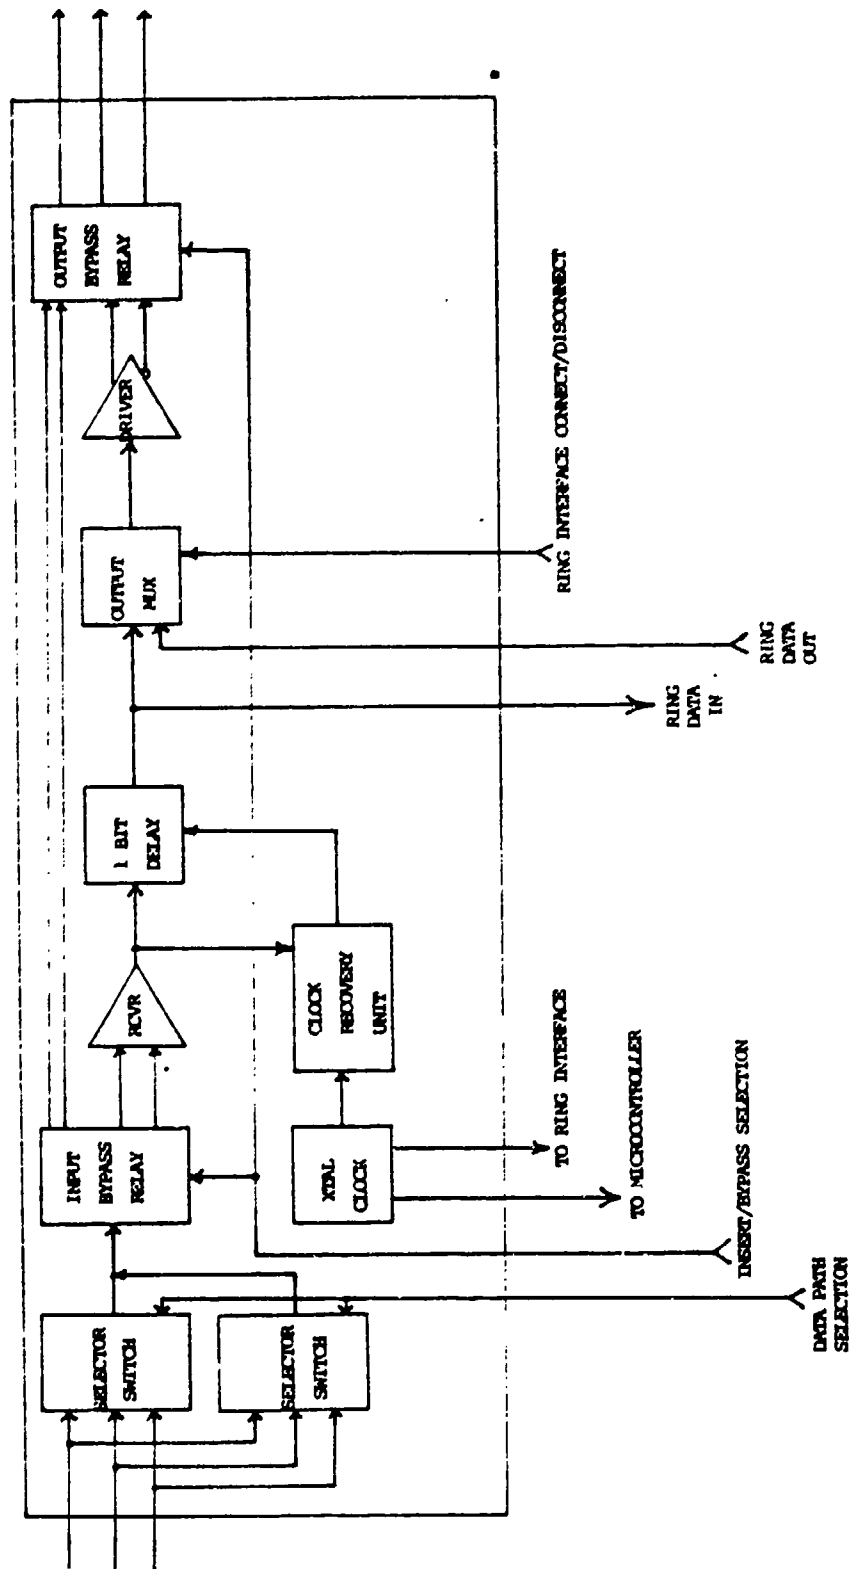 SELECTOR
SWITCH
SELECTOR
SWITCH
INPUT
BYPASS
RELAY
XTAL
CLOCK
RCVR
CLOCK
RECOVERY
UNIT
1 BIT
DELAY
OUTPUT
MUX
DRIVER
OUTPUT
BYPASS
RELAY
DATA PATH
SELECTION
INSERT/BYPASS SELECTION
TO MICROCONTROLLER
TO RING INTERFACE
RING
DATA
IN
RING
DATA
OUT
RING INTERFACE CONNECT/DISCONNECT